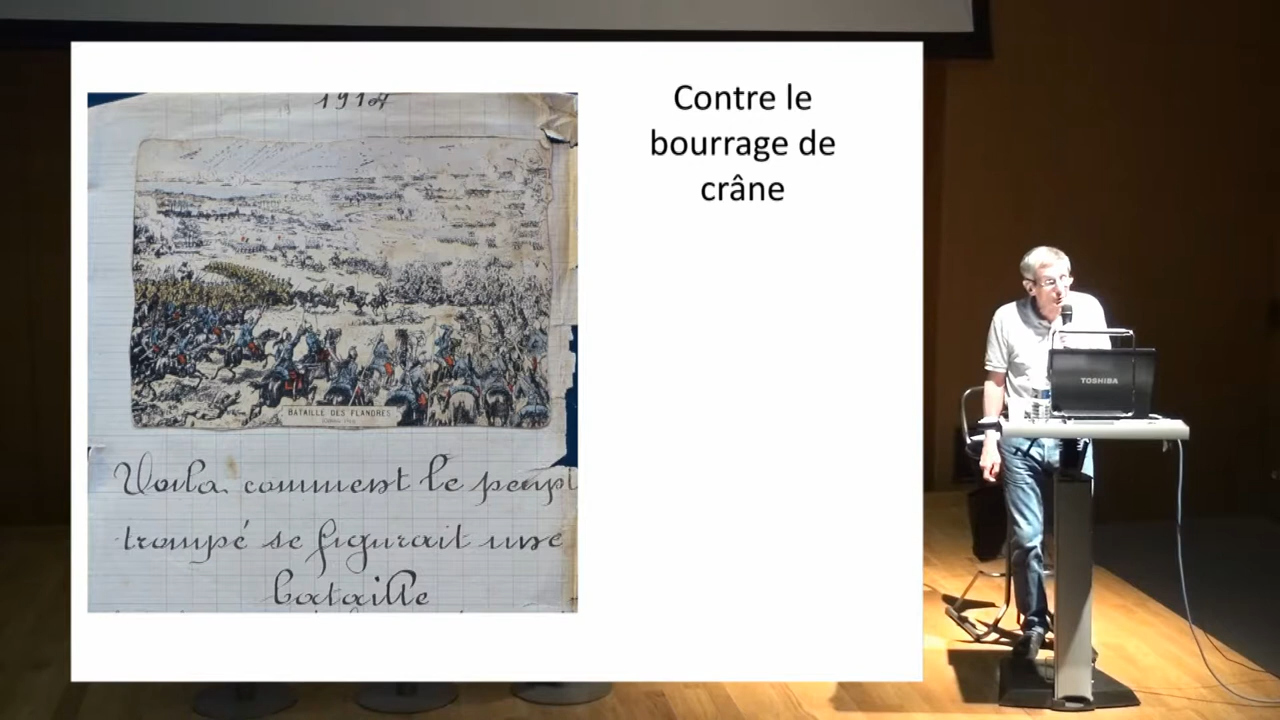 Contre le
bourrage de
crâne
1914
BATAILLE DES FLANDRES
Voila comment le peupl
trompé se figurait une
bataille
TOSHIBA